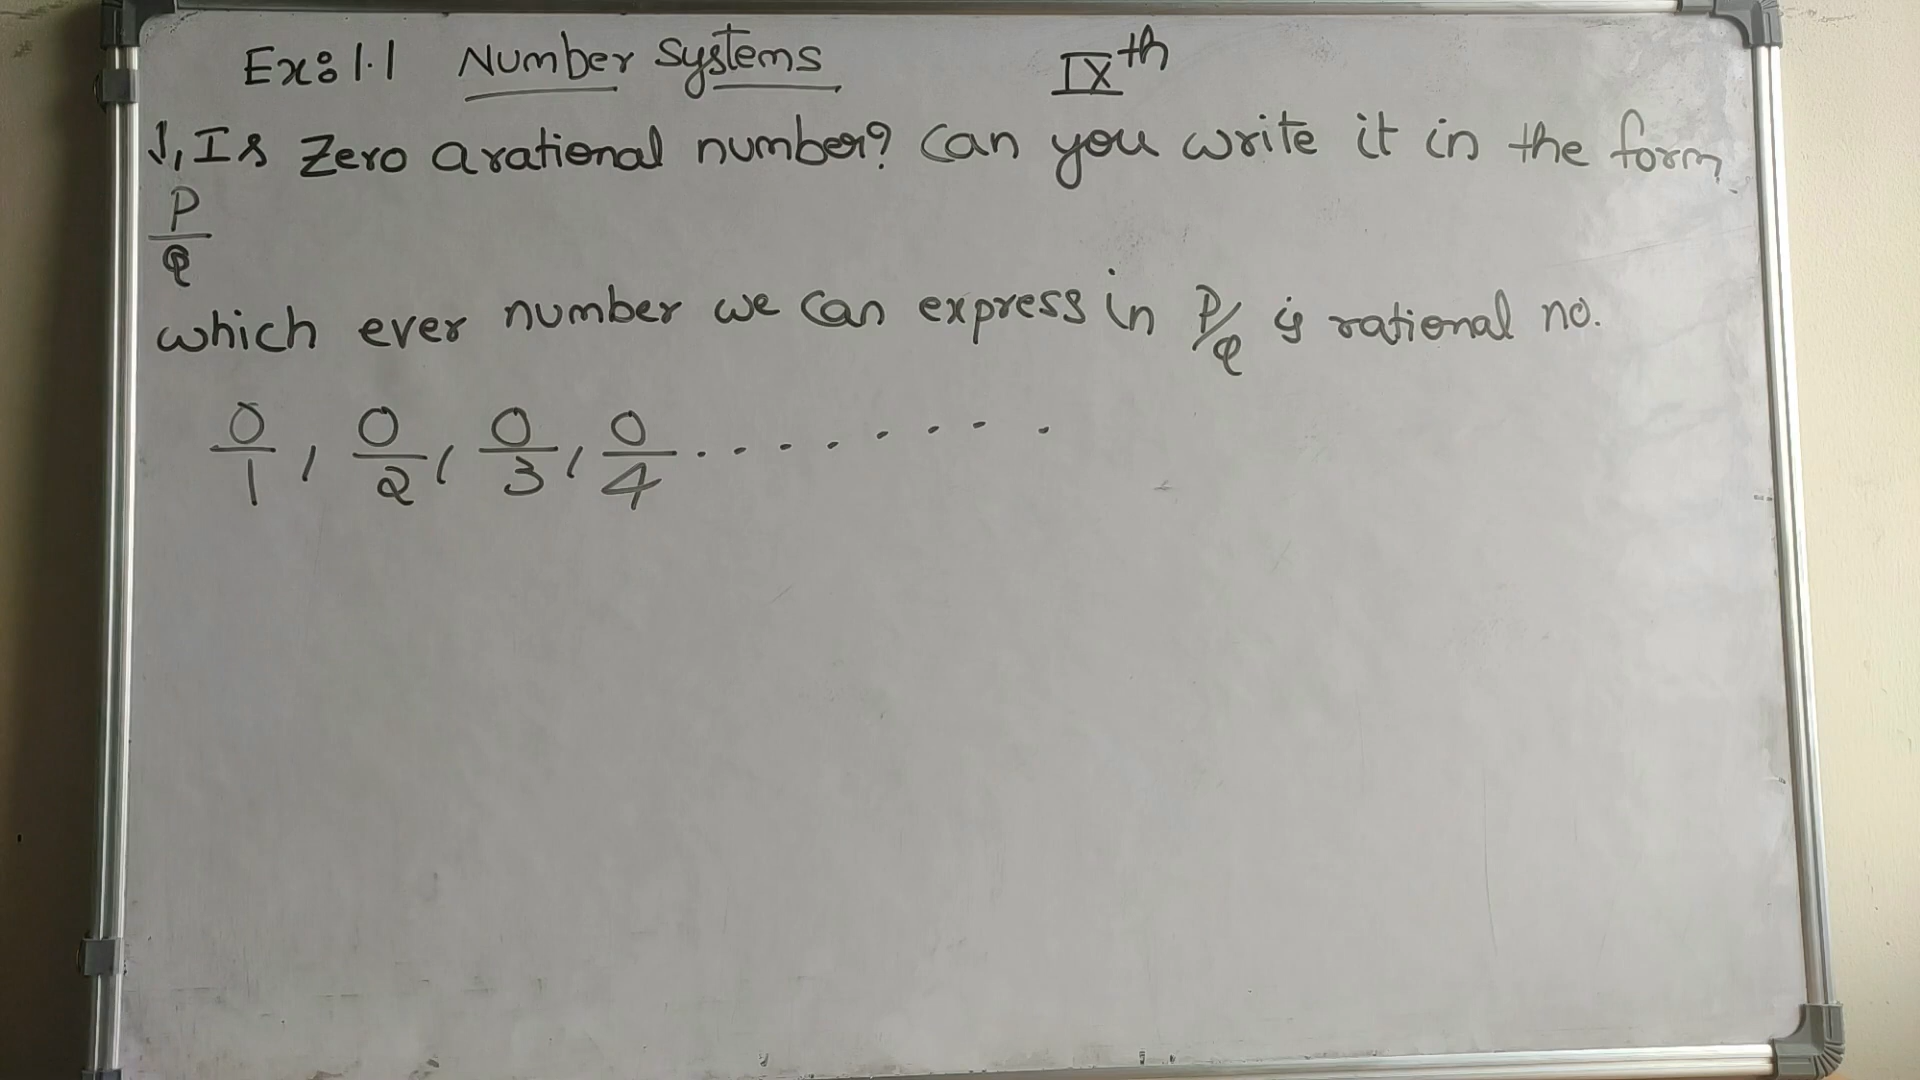 Ex: 1.1 Number Systems IXth
1, Is Zero a rational number? Can you write it in the form
P/Q
which ever number we can express in P/Q is rational no.
0/1, 0/2, 0/3, 0/4 .........